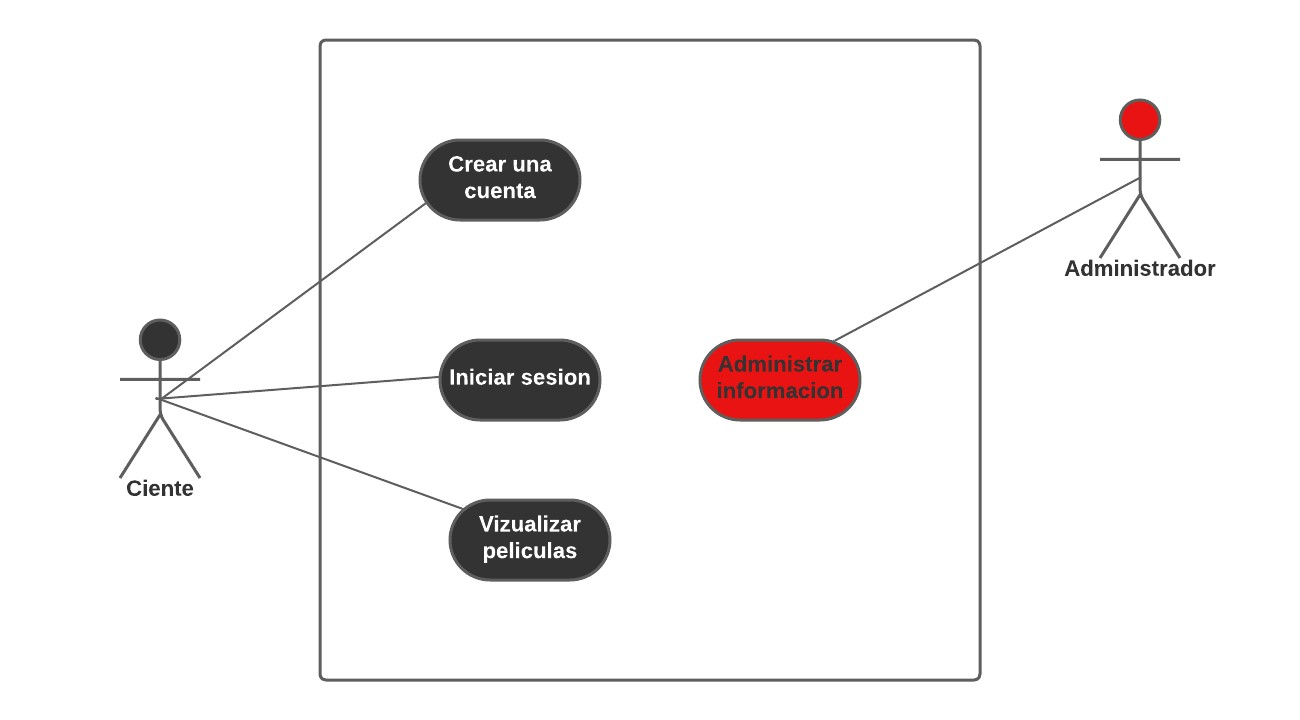 Crear una
cuenta
Administrador
Iniciar sesion
Administrar
informacion
Ciente
Vizualizar
peliculas